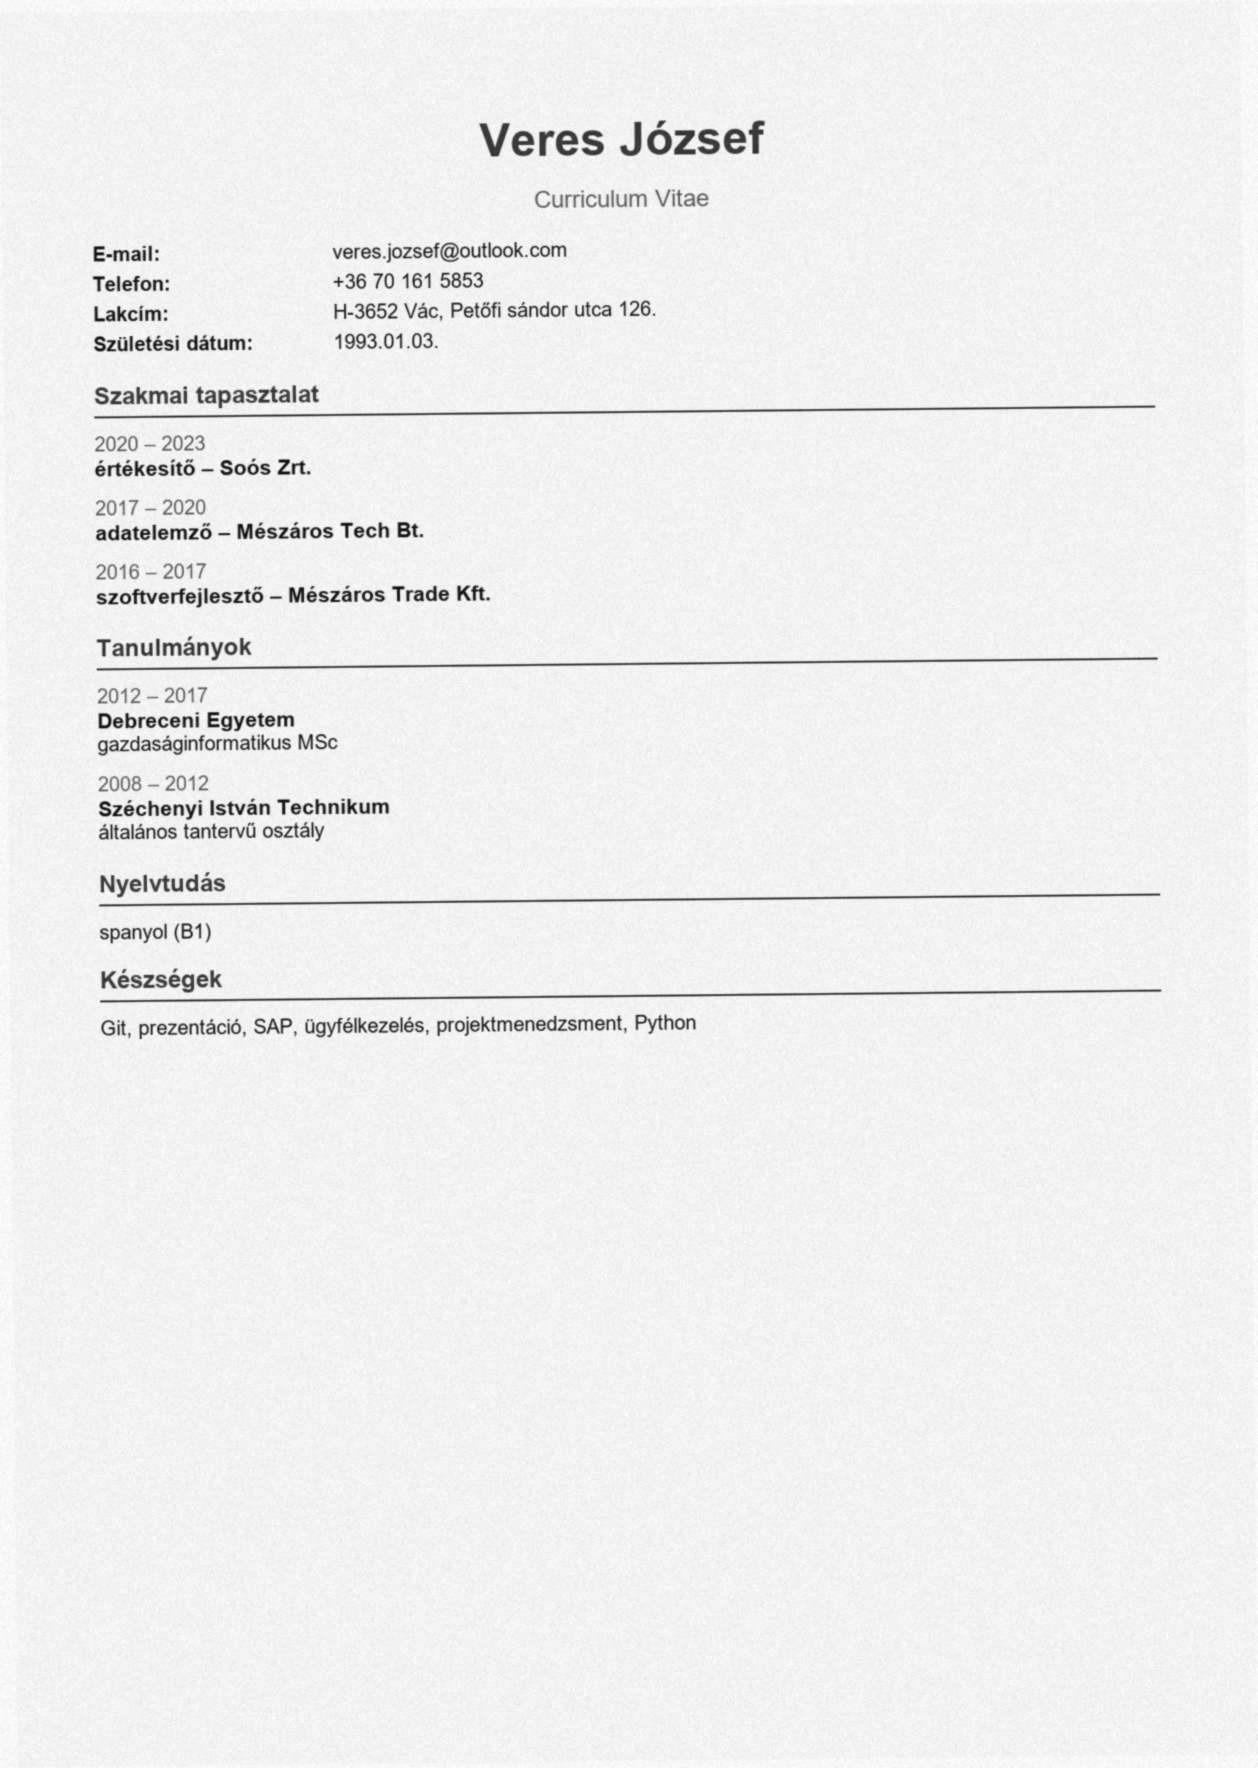 Veres József
Curriculum Vitae
E-mail: veres.jozsef@outlook.com
Telefon: +36 70 161 5853
Lakcím: H-3652 Vác, Petőfi sándor utca 126.
Születési dátum: 1993.01.03.
Szakmai tapasztalat
2020 – 2023
értékesítő – Soós Zrt.
2017 – 2020
adatelemző – Mészáros Tech Bt.
2016 – 2017
szoftverfejlesztő – Mészáros Trade Kft.
Tanulmányok
2012 – 2017
Debreceni Egyetem
gazdaságinformatikus MSc
2008 – 2012
Széchenyi István Technikum
általános tantervű osztály
Nyelvtudás
spanyol (B1)
Készségek
Git, prezentáció, SAP, ügyfélkezelés, projektmenedzsment, Python